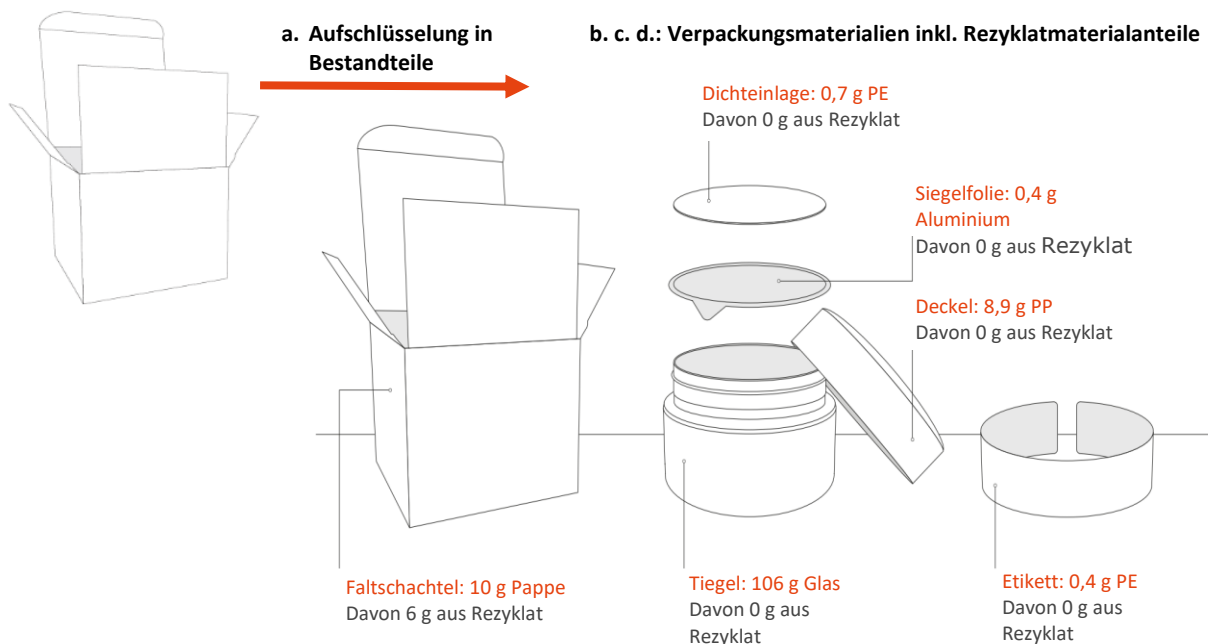 a. Aufschlüsselung in
Bestandteile
b. c. d.: Verpackungsmaterialien inkl. Rezyklatmaterialanteile
Dichteinlage: 0,7 g PE
Davon 0 g aus Rezyklat
Siegelfolie: 0,4 g
Aluminium
Davon 0 g aus Rezyklat
Deckel: 8,9 g PP
Davon 0 g aus Rezyklat
Faltschachtel: 10 g Pappe
Davon 6 g aus Rezyklat
Tiegel: 106 g Glas
Davon 0 g aus
Rezyklat
Etikett: 0,4 g PE
Davon 0 g aus
Rezyklat